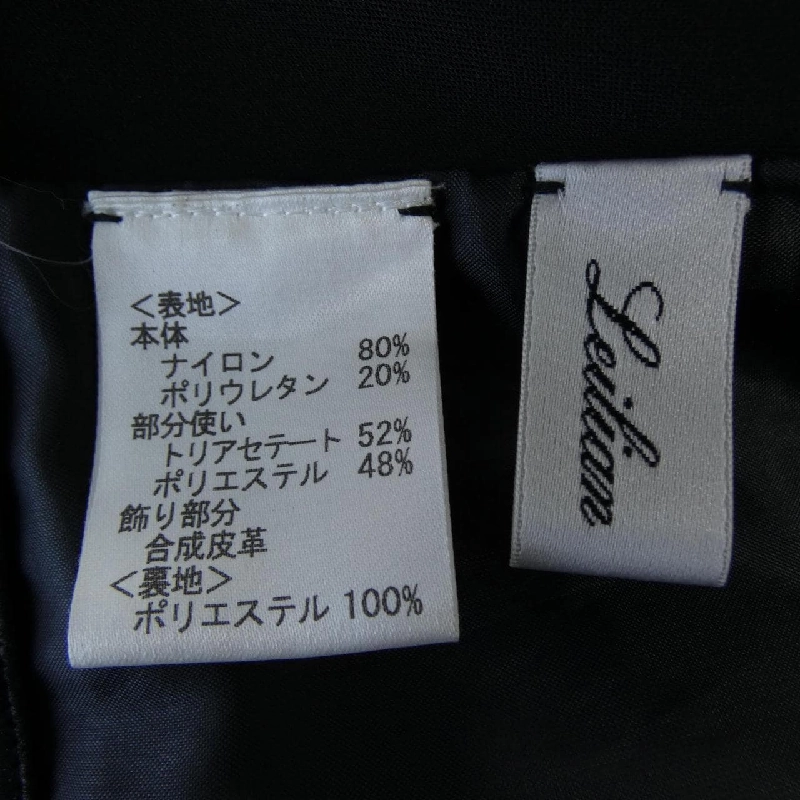 <表地>
本体
ナイロン 80%
ポリウレタン 20%
部分使い
トリアセテート 52%
ポリエステル 48%
飾り部分
合成皮革
<裏地>
ポリエステル 100%
Leilian